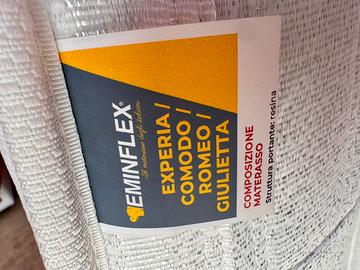 EMINFLEX®
Il materasso degli italiani
EXPERIA |
COMODO |
ROMEO |
GIULIETTA
COMPOSIZIONE
MATERASSO
Struttura portante: resina